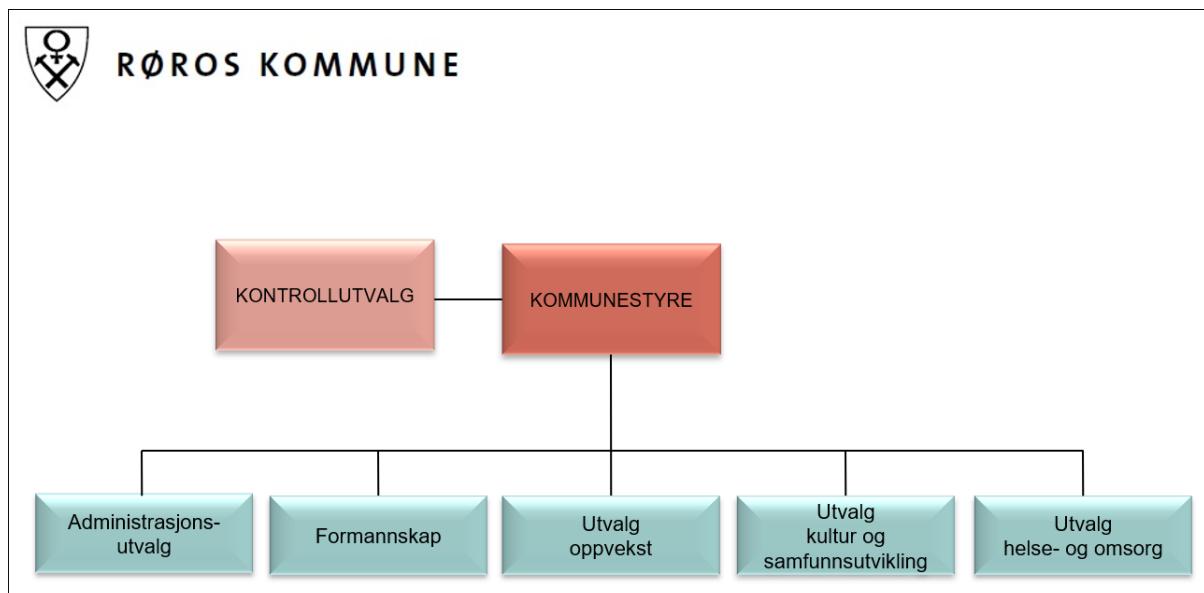 RØROS KOMMUNE
KONTROLLUTVALG
KOMMUNESTYRE
Administrasjons-
utvalg
Formannskap
Utvalg
oppvekst
Utvalg
kultur og
samfunnsutvikling
Utvalg
helse- og omsorg